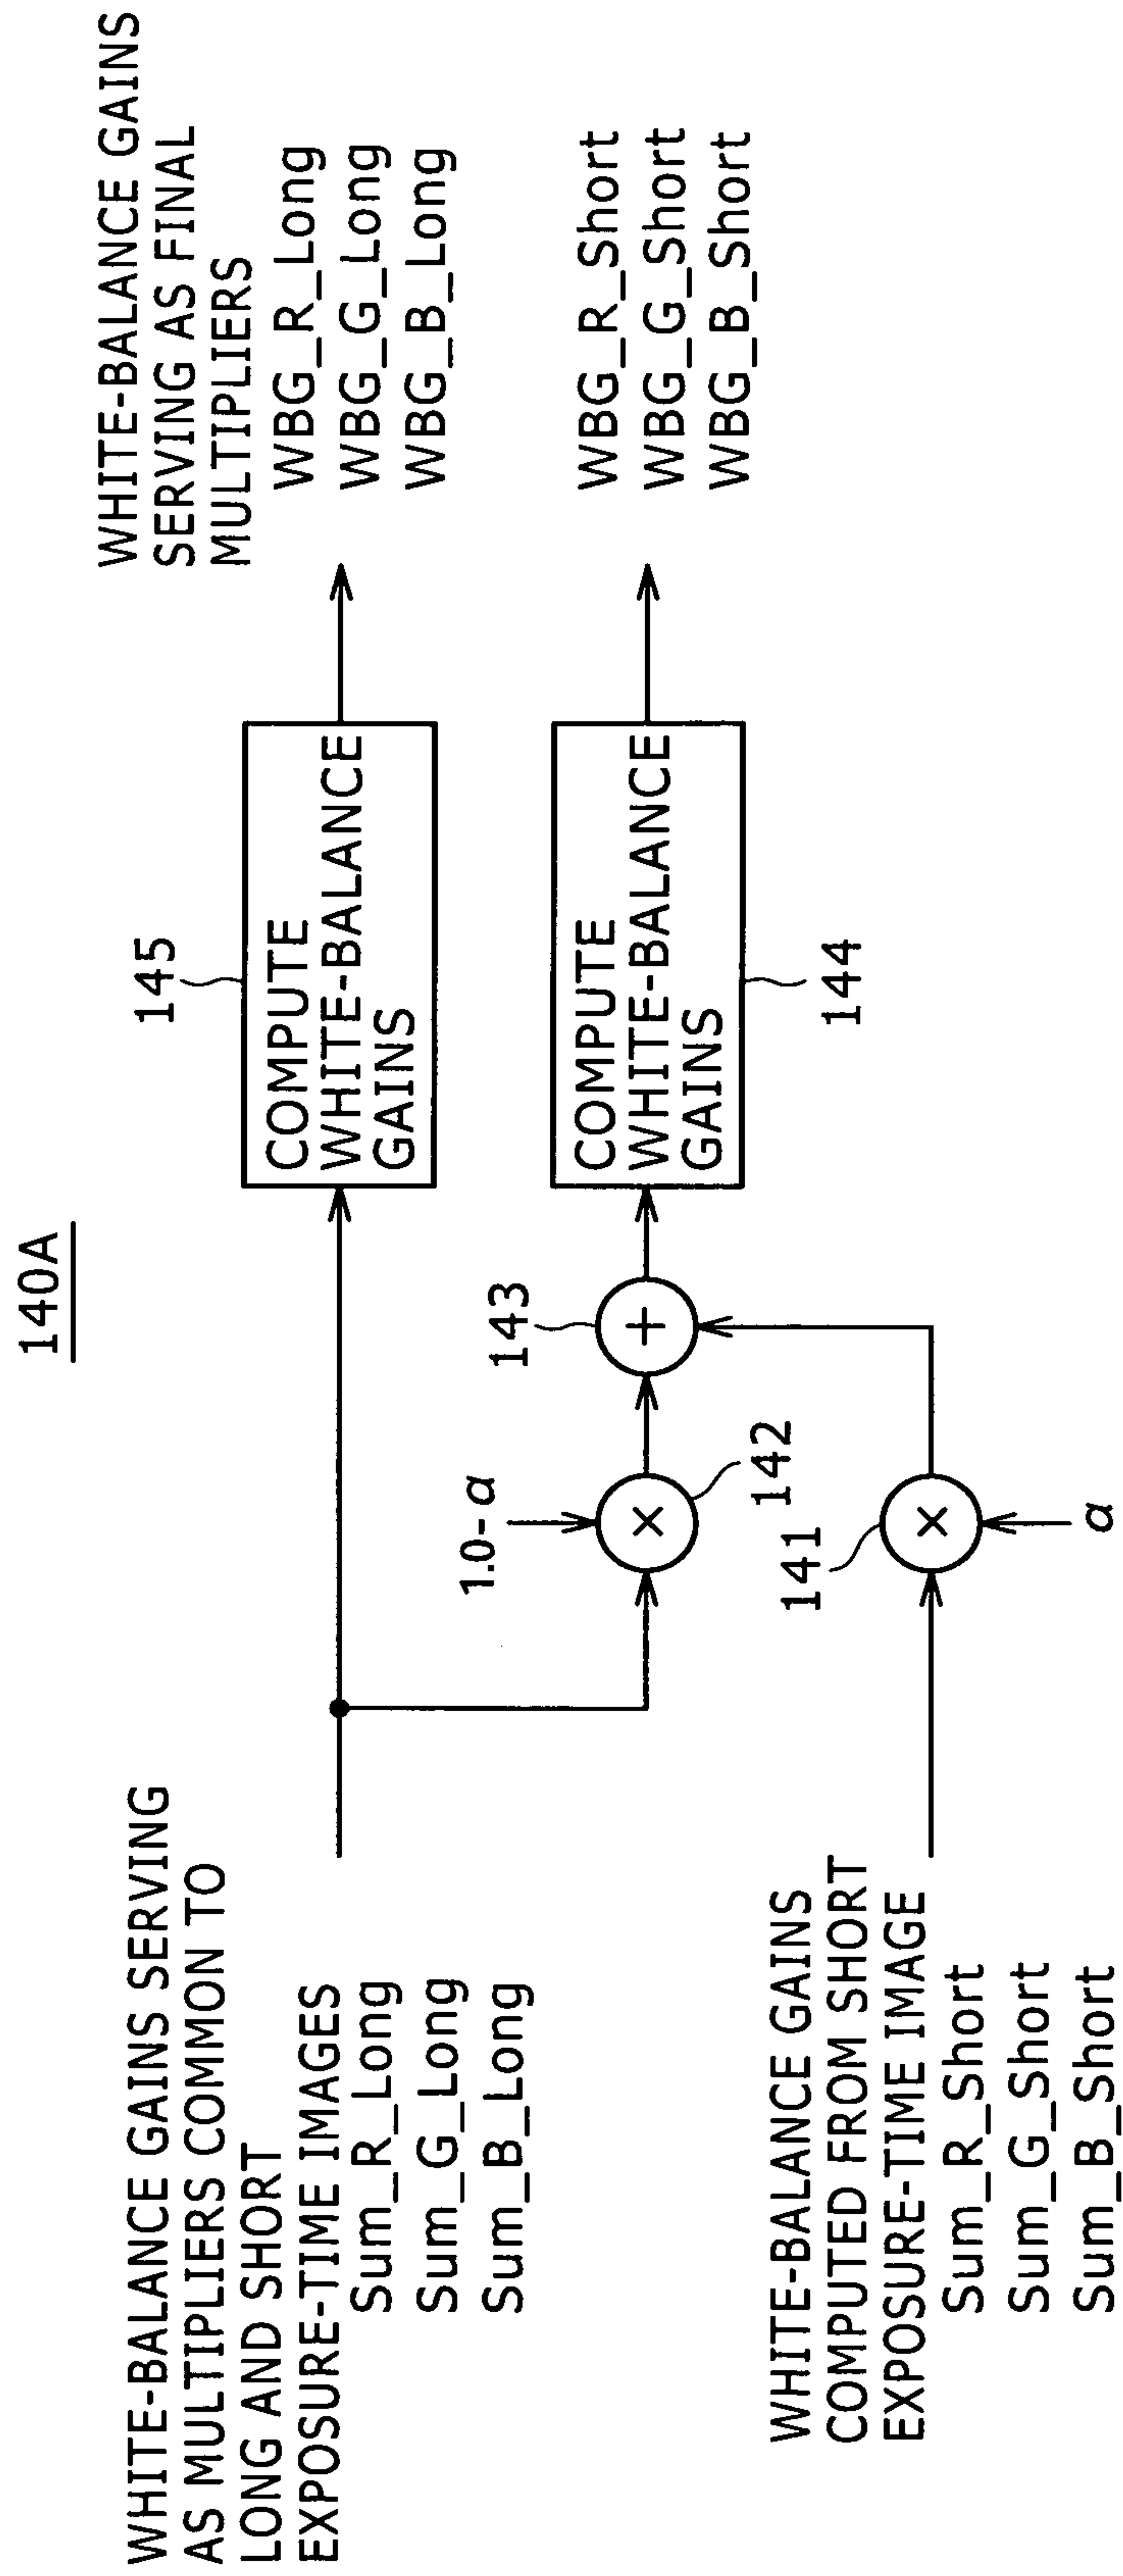 140A
WHITE-BALANCE GAINS SERVING
AS MULTIPLIERS COMMON TO
LONG AND SHORT
EXPOSURE-TIME IMAGES
Sum_R_Long
Sum_G_Long
Sum_B_Long
145
COMPUTE
WHITE-BALANCE
GAINS
WHITE-BALANCE GAINS
SERVING AS FINAL
MULTIPLIERS
WBG_R_Long
WBG_G_Long
WBG_B_Long
1.0-α
×
142
143
+
COMPUTE
WHITE-BALANCE
GAINS
144
WBG_R_Short
WBG_G_Short
WBG_B_Short
WHITE-BALANCE GAINS
COMPUTED FROM SHORT
EXPOSURE-TIME IMAGE
Sum_R_Short
Sum_G_Short
Sum_B_Short
141
×
α